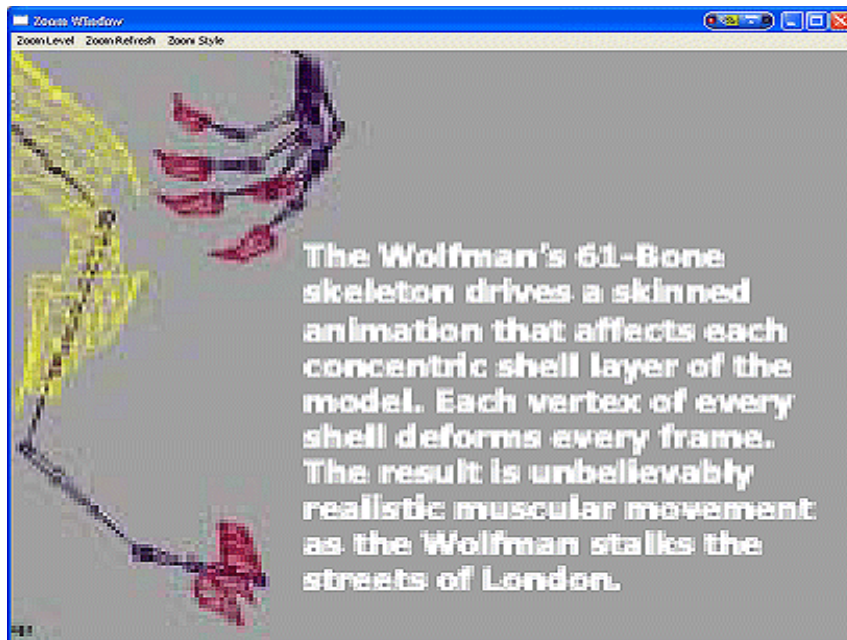 Zoom Window
Zoom Level Zoom Refresh Zoom Style
The Wolfman's 61-Bone
skeleton drives a skinned
animation that affects each
concentric shell layer of the
model. Each vertex of every
shell deforms every frame.
The result is unbelievably
realistic muscular movement
as the Wolfman stalks the
streets of London.